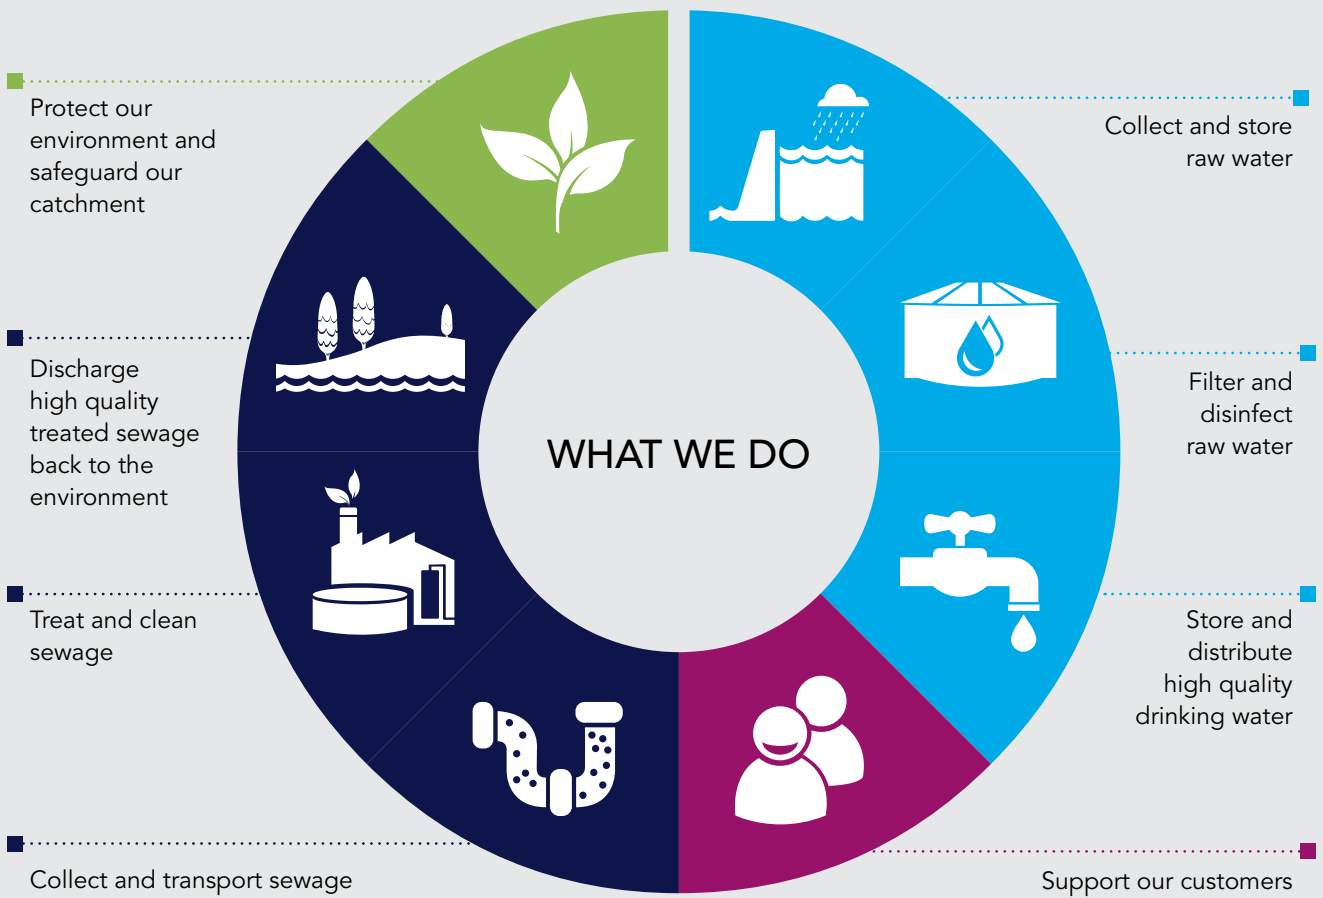 WHAT WE DO
Collect and store
raw water
Filter and
disinfect
raw water
Store and
distribute
high quality
drinking water
Support our customers
Collect and transport sewage
Treat and clean
sewage
Discharge
high quality
treated sewage
back to the
environment
Protect our
environment and
safeguard our
catchment